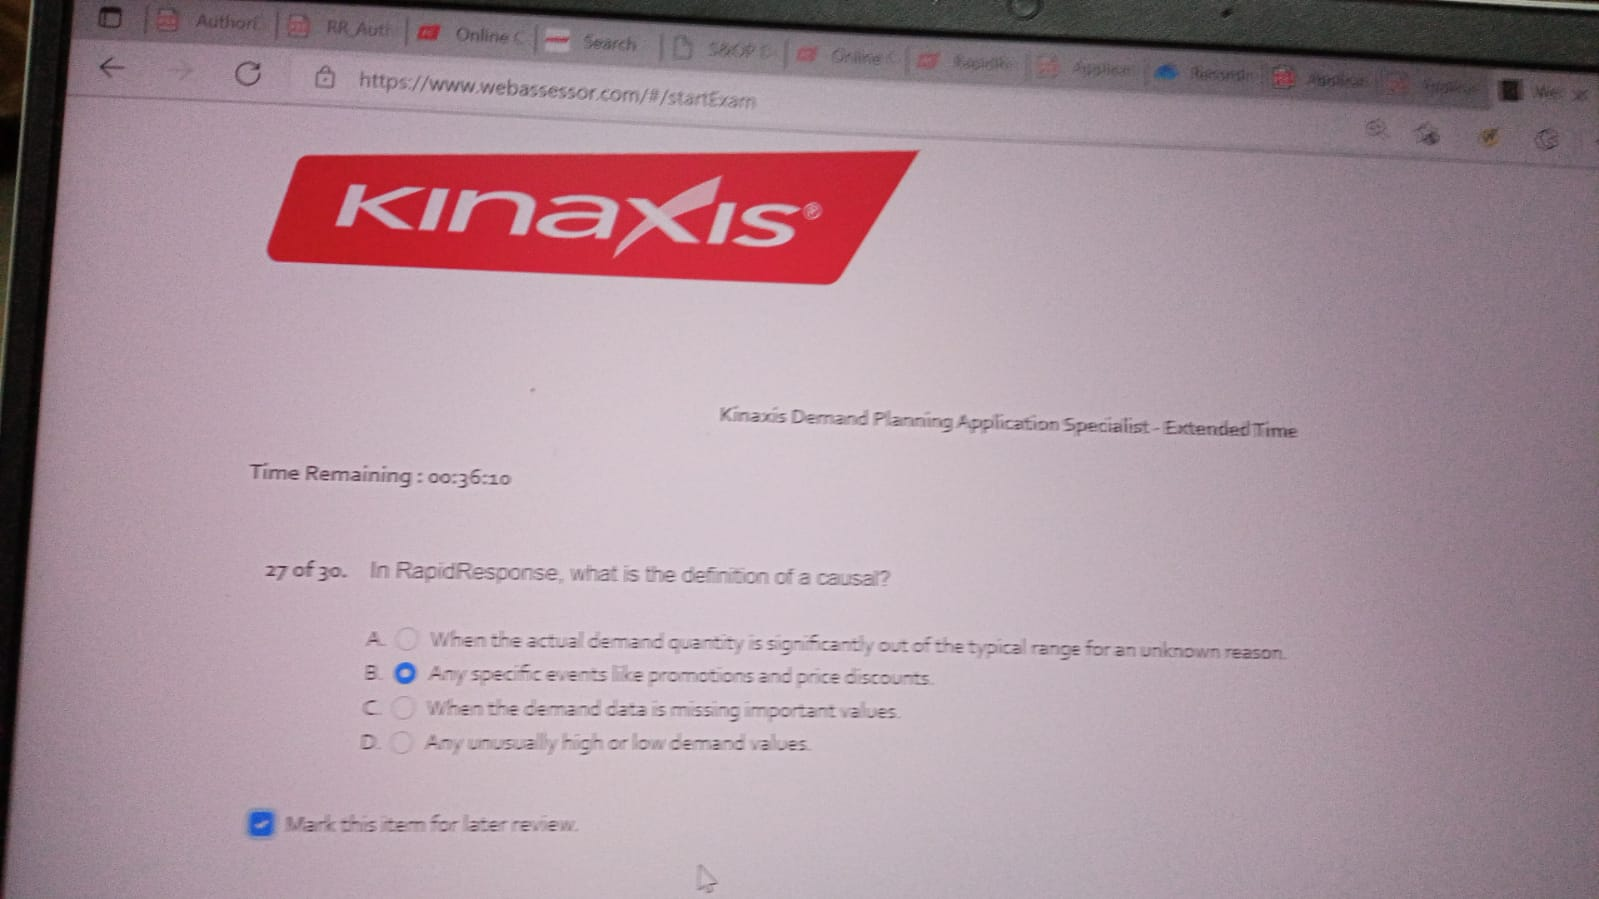 Authori
RR_Auth
Online C
Search
S&OP D
Online C
https://www.webassessor.com/#/startExam
KINAXIS®
Kinaxis Demand Planning Application Specialist - Extended Time
Time Remaining : 00:36:10
27 of 30. In RapidResponse, what is the definition of a causal?
A. When the actual demand quantity is significantly out of the typical range for an unknown reason.
B. Any specific events like promotions and price discounts.
C. When the demand data is missing important values.
D. Any unusually high or low demand values.
Mark this item for later review.